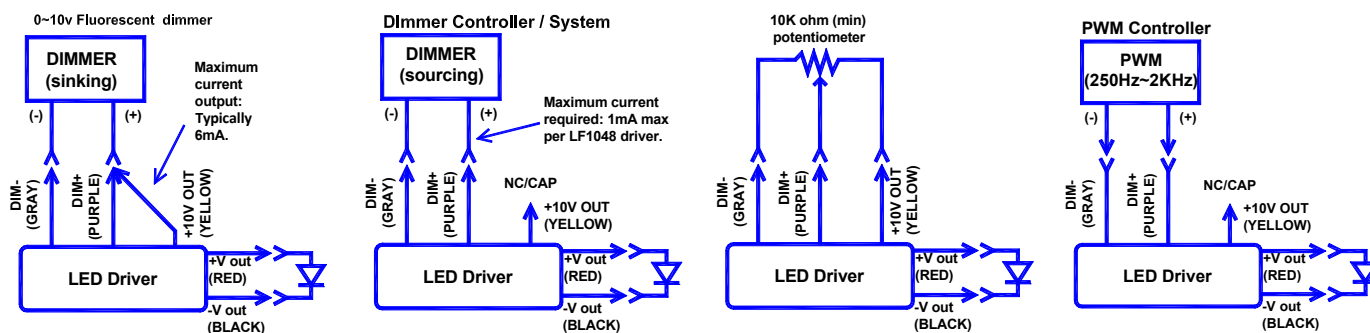 0~10v Fluorescent dimmer
DIMMER
(sinking)
Maximum
current
output:
Typically
6mA.
(-)
(+)
DIM-
(GRAY)
DIM+
(PURPLE)
+10V OUT
(YELLOW)
LED Driver
+V out
(RED)
-V out
(BLACK)
DImmer Controller / System
DIMMER
(sourcing)
Maximum current
required: 1mA max
per LF1048 driver.
(-)
(+)
DIM-
(GRAY)
DIM+
(PURPLE)
NC/CAP
+10V OUT
(YELLOW)
LED Driver
+V out
(RED)
-V out
(BLACK)
10K ohm (min)
potentiometer
DIM-
(GRAY)
DIM+
(PURPLE)
+10V OUT
(YELLOW)
LED Driver
+V out
(RED)
-V out
(BLACK)
PWM Controller
PWM
(250Hz~2KHz)
(-)
(+)
DIM-
(GRAY)
DIM+
(PURPLE)
NC/CAP
+10V OUT
(YELLOW)
LED Driver
+V out
(RED)
-V out
(BLACK)